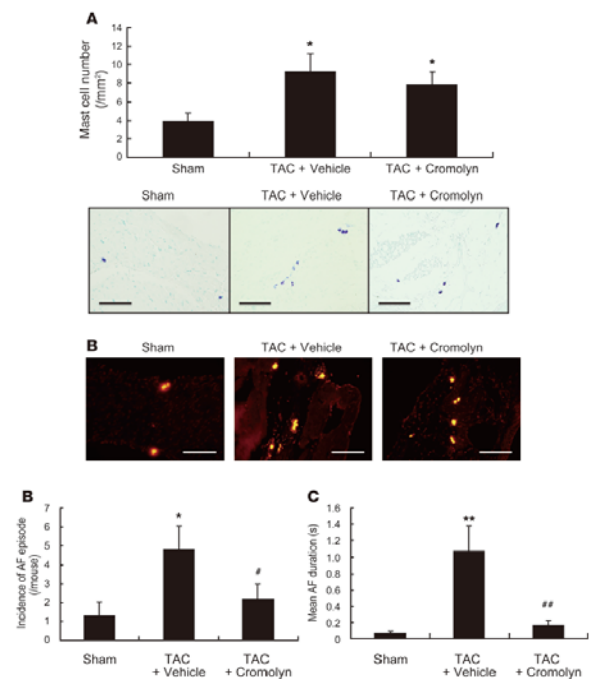 A
Mast cell number
(/mm²)
14
12
10
8
6
4
2
0
*
*
Sham
TAC + Vehicle
TAC + Cromolyn
Sham
TAC + Vehicle
TAC + Cromolyn
B
Sham
TAC + Vehicle
TAC + Cromolyn
B
Incidence of AF episode
(/mouse)
7
6
5
4
3
2
1
0
*
#
Sham
TAC
+ Vehicle
TAC
+ Cromolyn
C
Mean AF duration (s)
1.6
1.4
1.2
1.0
0.8
0.6
0.4
0.2
0
**
##
Sham
TAC
+ Vehicle
TAC
+ Cromolyn